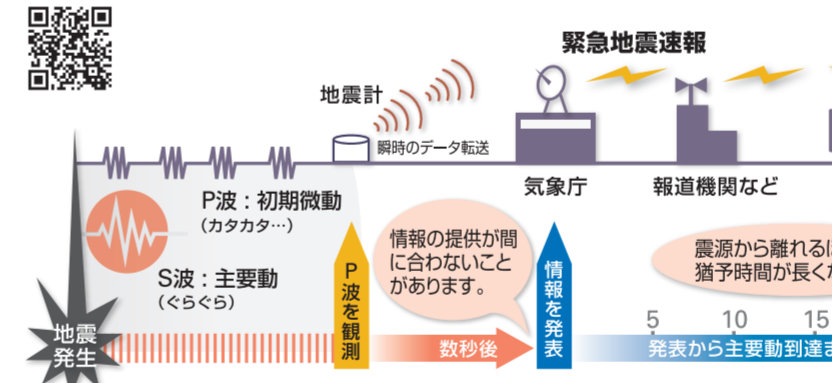 緊急地震速報
地震計
瞬時のデータ転送
気象庁
報道機関など
P波:初期微動
(カタカタ…)
S波:主要動
(ぐらぐら)
情報の提供が間
に合わないこと
があります。
震源から離れるほ
猶予時間が長くな
P波を観測
情報を発表
地震
発生
数秒後
5 10 15
発表から主要動到達ま